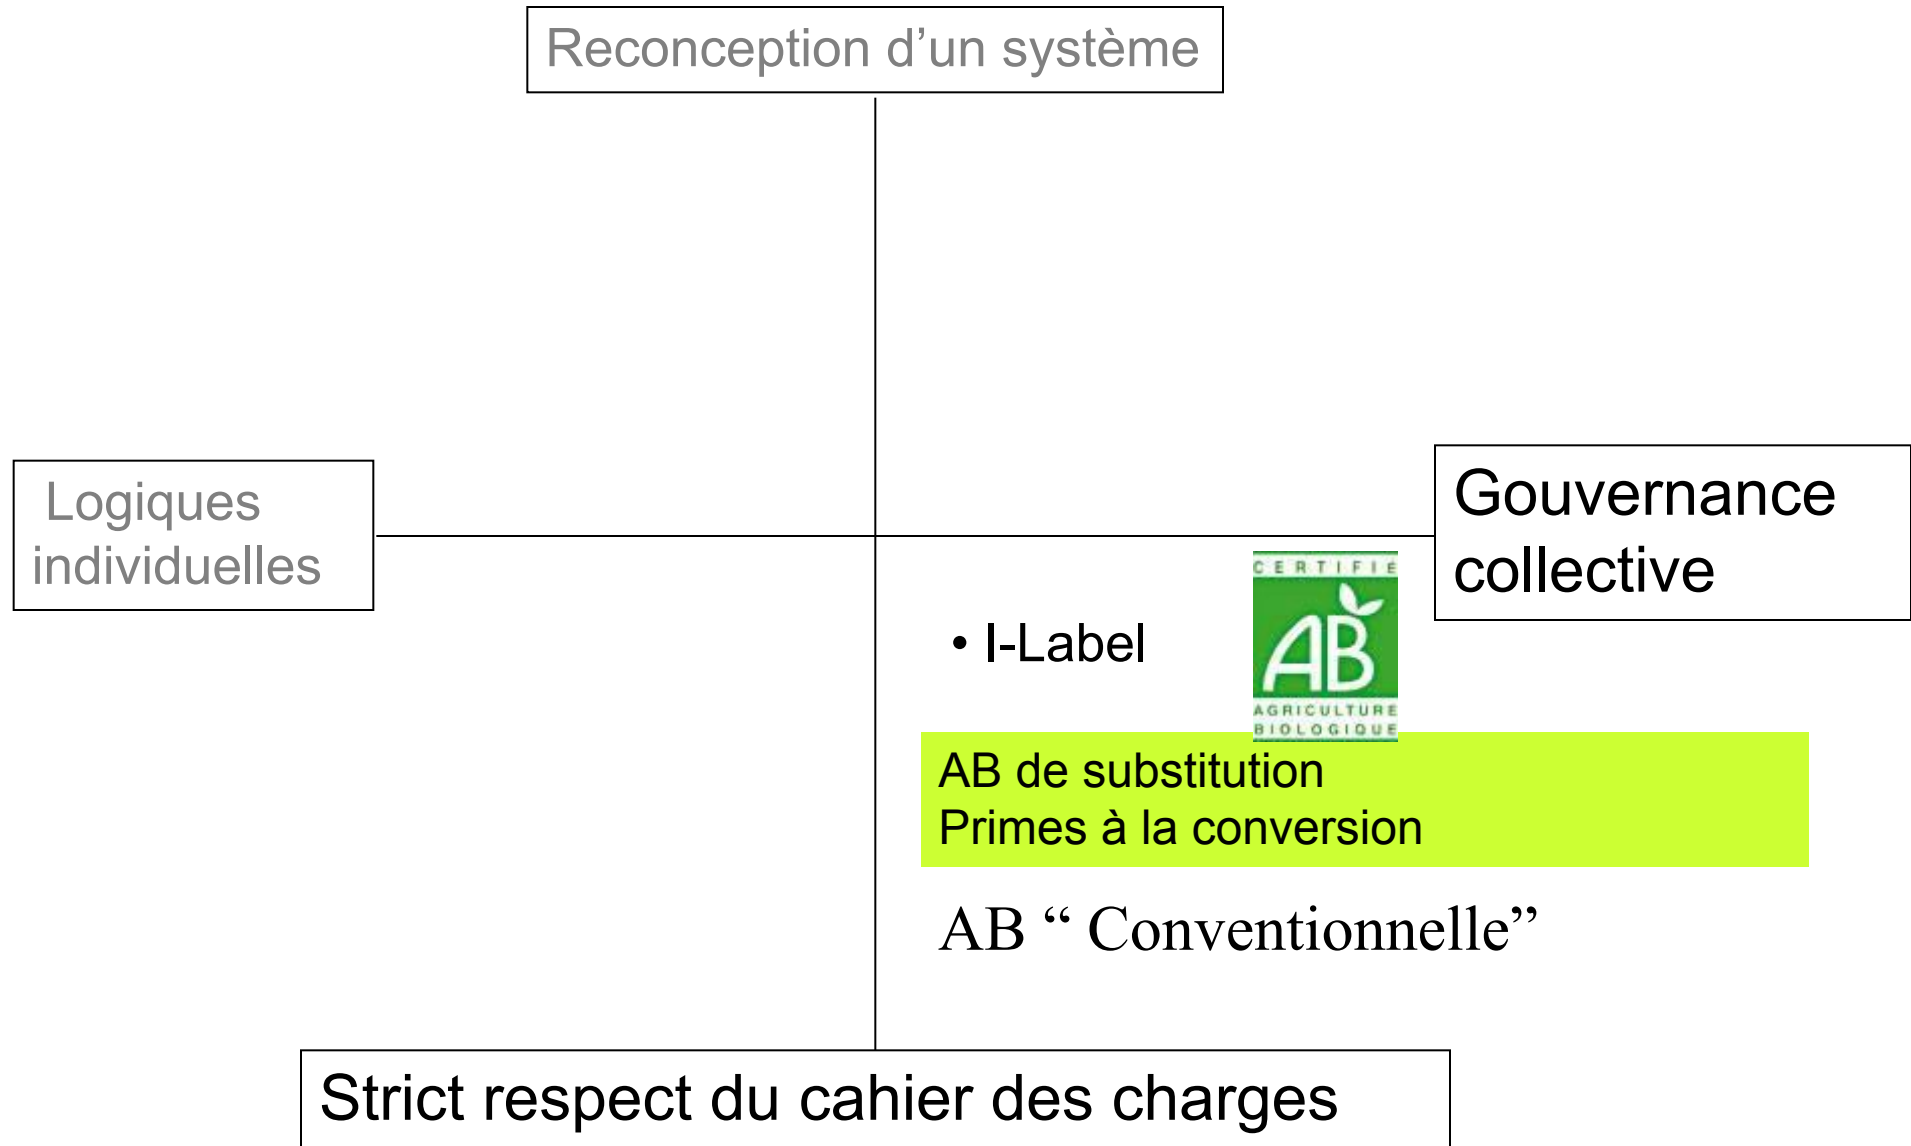 Reconception d’un système
Logiques
individuelles
Gouvernance
collective
• I-Label
CERTIFIÉ
AB
AGRICULTURE
BIOLOGIQUE
AB de substitution
Primes à la conversion
AB “ Conventionnelle”
Strict respect du cahier des charges